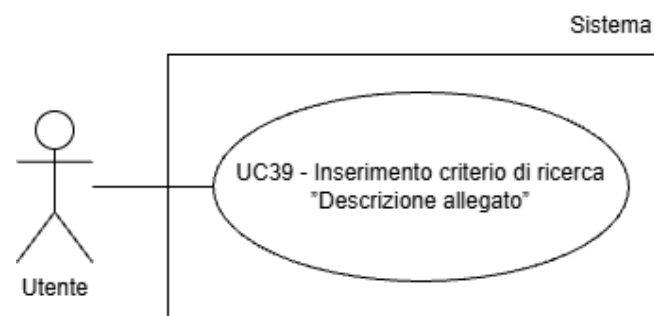 Sistema
UC39 - Inserimento criterio di ricerca
”Descrizione allegato”
Utente